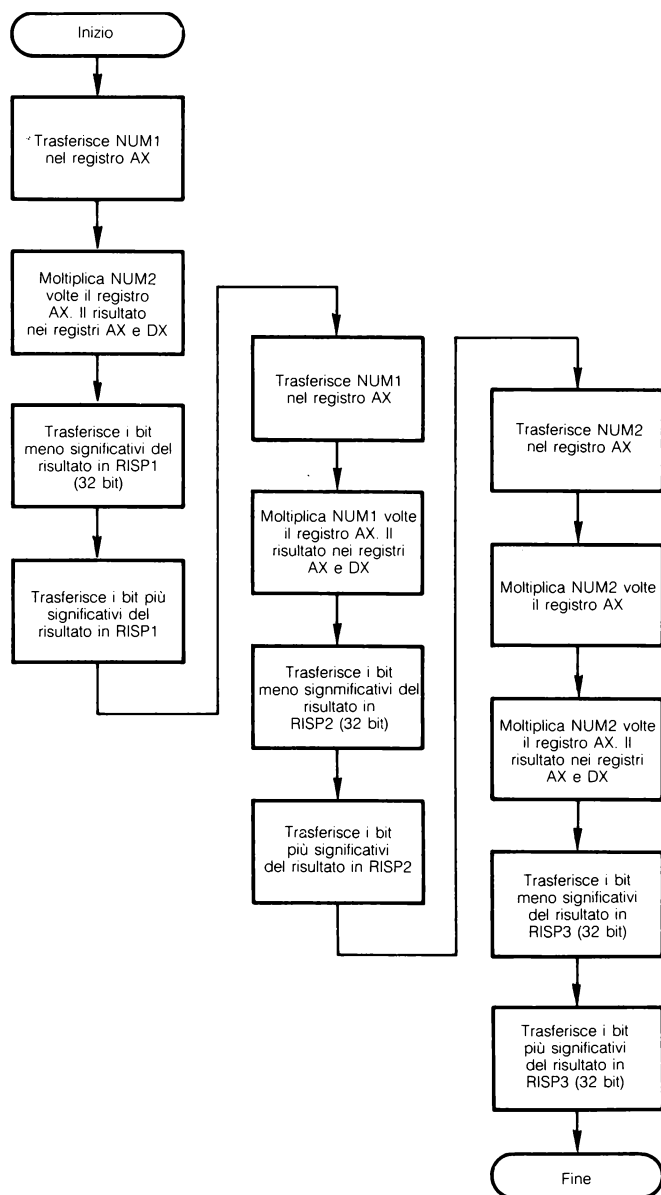 Inizio
Trasferisce NUM1
nel registro AX
Moltiplica NUM2
volte il registro
AX. Il risultato
nei registri AX e DX
Trasferisce i bit
meno significativi del
risultato in RISP1
(32 bit)
Trasferisce i bit più
significativi del
risultato in RISP1
Trasferisce NUM1
nel registro AX
Moltiplica NUM1 volte
il registro AX. Il
risultato nei registri
AX e DX
Trasferisce i bit
meno signmificativi del
risultato in
RISP2 (32 bit)
Trasferisce i bit
più significativi
del risultato in RISP2
Trasferisce NUM2
nel registro AX
Moltiplica NUM2 volte
il registro AX
Moltiplica NUM2 volte
il registro AX. Il
risultato nei registri
AX e DX
Trasferisce i bit
meno significativi
del risultato in
RISP3 (32 bit)
Trasferisce i bit
più significativi
del risultato in
RISP3 (32 bit)
Fine